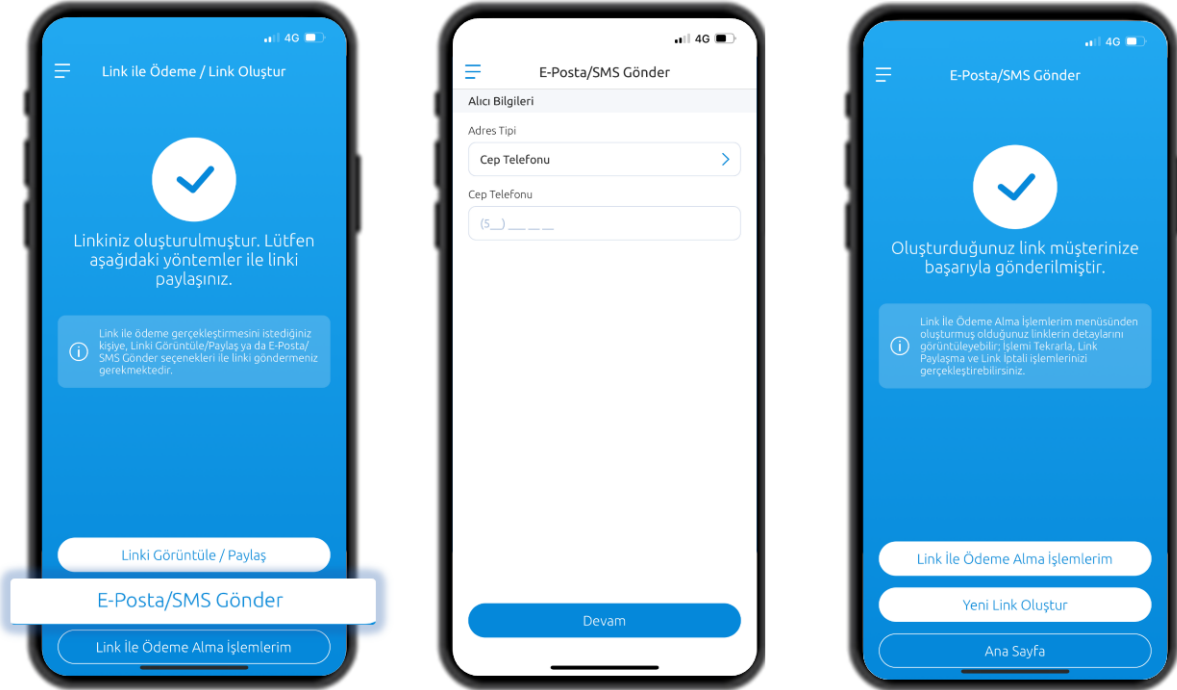 4G
Link ile Ödeme / Link Oluştur
Linkiniz oluşturulmuştur. Lütfen
aşağıdaki yöntemler ile linki
paylaşınız.
Link ile ödeme gerçekleştirmesini istediğiniz
kişiye, Linki Görüntüle/Paylaş ya da E-Posta/
SMS Gönder seçenekleri ile linki göndermeniz
gerekmektedir.
Linki Görüntüle / Paylaş
E-Posta/SMS Gönder
Link İle Ödeme Alma İşlemlerim
4G
E-Posta/SMS Gönder
Alıcı Bilgileri
Adres Tipi
Cep Telefonu
Cep Telefonu
(5__) ___ __ __
Devam
4G
E-Posta/SMS Gönder
Oluşturduğunuz link müşterinize
başarıyla gönderilmiştir.
Link İle Ödeme Alma İşlemlerim menüsünden
oluşturmuş olduğunuz linklerin detaylarını
görüntüleyebilir; İşlemi Tekrarla, Link
Paylaşma ve Link İptali işlemlerinizi
gerçekleştirebilirsiniz.
Link İle Ödeme Alma İşlemlerim
Yeni Link Oluştur
Ana Sayfa